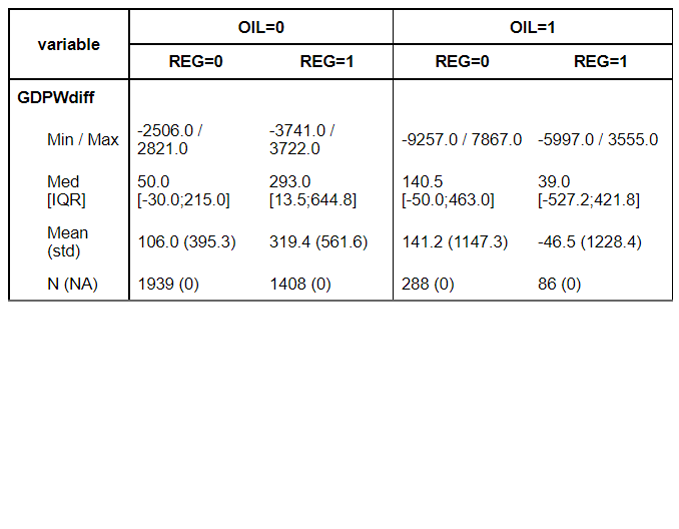 variable OIL=0 OIL=1
REG=0 REG=1 REG=0 REG=1
GDPWdiff
Min / Max -2506.0 / 2821.0 -3741.0 / 3722.0 -9257.0 / 7867.0 -5997.0 / 3555.0
Med [IQR] 50.0 [-30.0;215.0] 293.0 [13.5;644.8] 140.5 [-50.0;463.0] 39.0 [-527.2;421.8]
Mean (std) 106.0 (395.3) 319.4 (561.6) 141.2 (1147.3) -46.5 (1228.4)
N (NA) 1939 (0) 1408 (0) 288 (0) 86 (0)